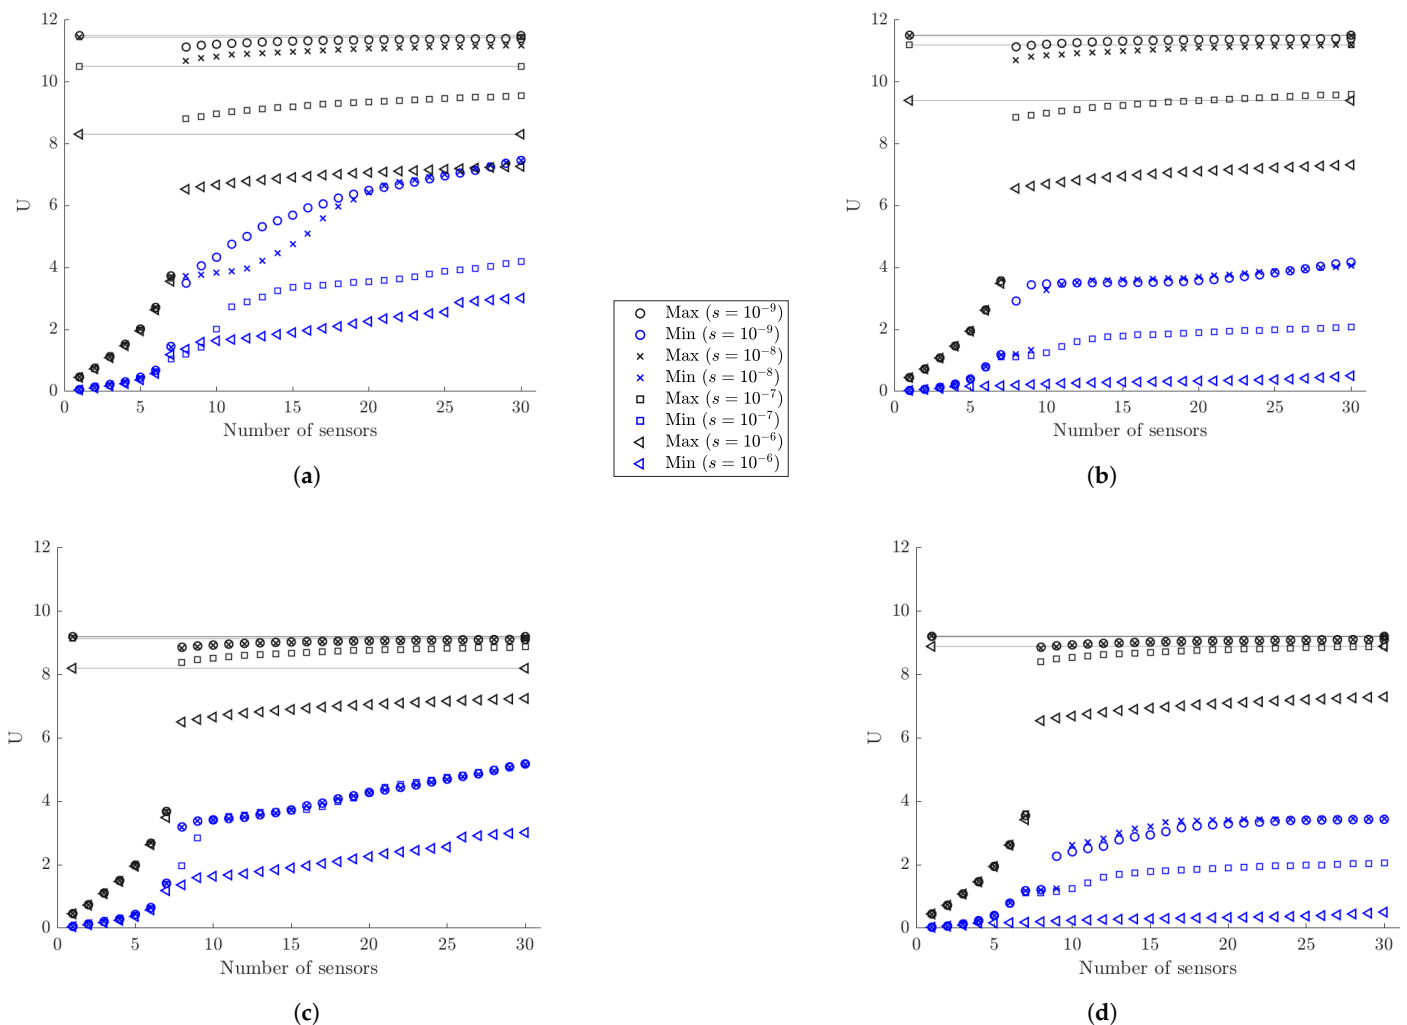 12
10
8
6
4
2
0
U
0 5 10 15 20 25 30
Number of sensors
(a)
Max (s = 10⁻⁹)
Min (s = 10⁻⁹)
Max (s = 10⁻⁸)
Min (s = 10⁻⁸)
Max (s = 10⁻⁷)
Min (s = 10⁻⁷)
Max (s = 10⁻⁶)
Min (s = 10⁻⁶)
12
10
8
6
4
2
0
U
0 5 10 15 20 25 30
Number of sensors
(b)
12
10
8
6
4
2
0
U
0 5 10 15 20 25 30
Number of sensors
(c)
12
10
8
6
4
2
0
U
0 5 10 15 20 25 30
Number of sensors
(d)